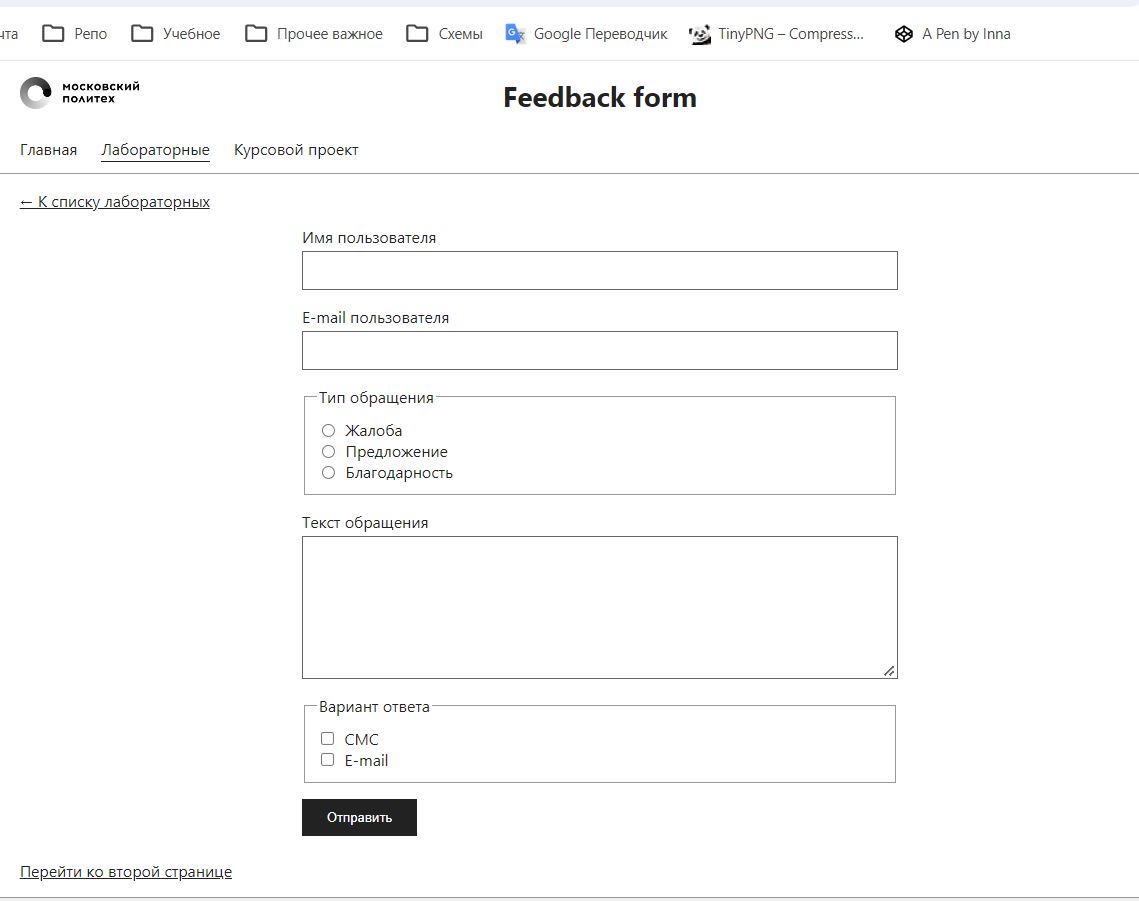 Репо Учебное Прочее важное Схемы Google Переводчик TinyPNG – Compress... A Pen by Inna
московский
политех
Feedback form
Главная Лабораторные Курсовой проект
← К списку лабораторных
Имя пользователя
E-mail пользователя
Тип обращения
Жалоба
Предложение
Благодарность
Текст обращения
Вариант ответа
СМС
E-mail
Отправить
Перейти ко второй странице